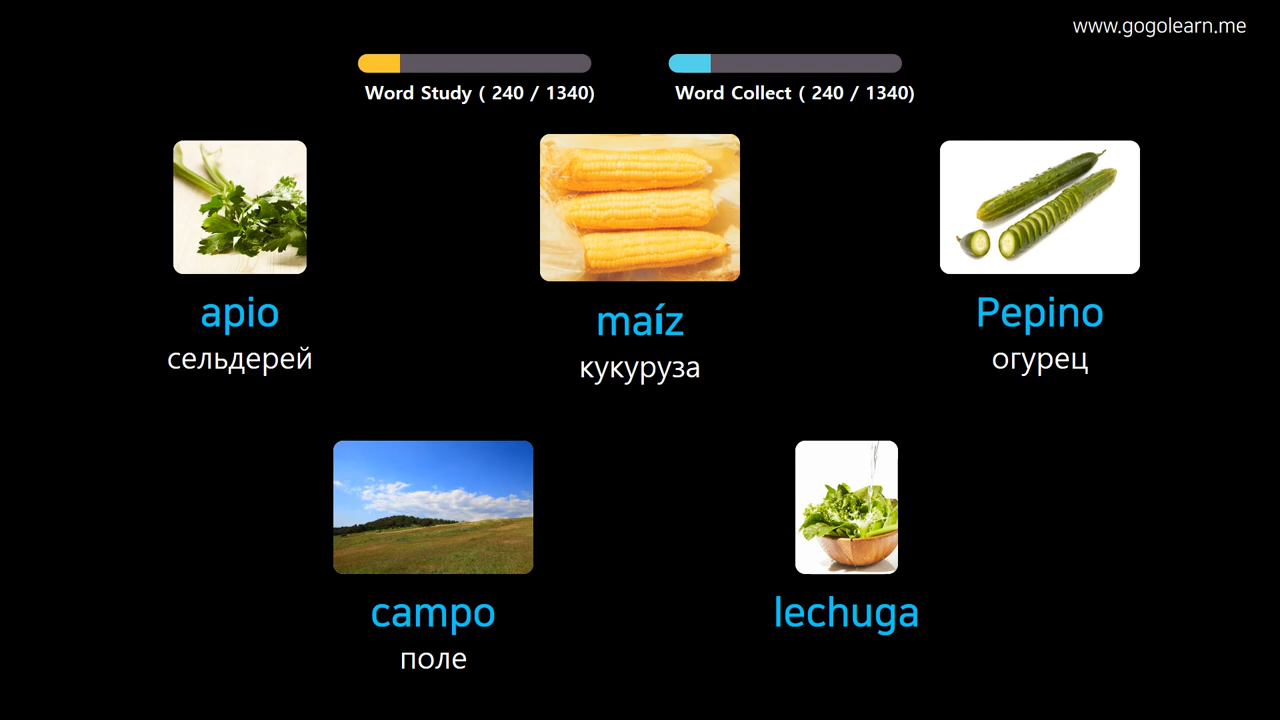 www.gogolearn.me
Word Study ( 240 / 1340)
Word Collect ( 240 / 1340)
apio
сельдерей
maíz
кукуруза
Pepino
огурец
campo
поле
lechuga